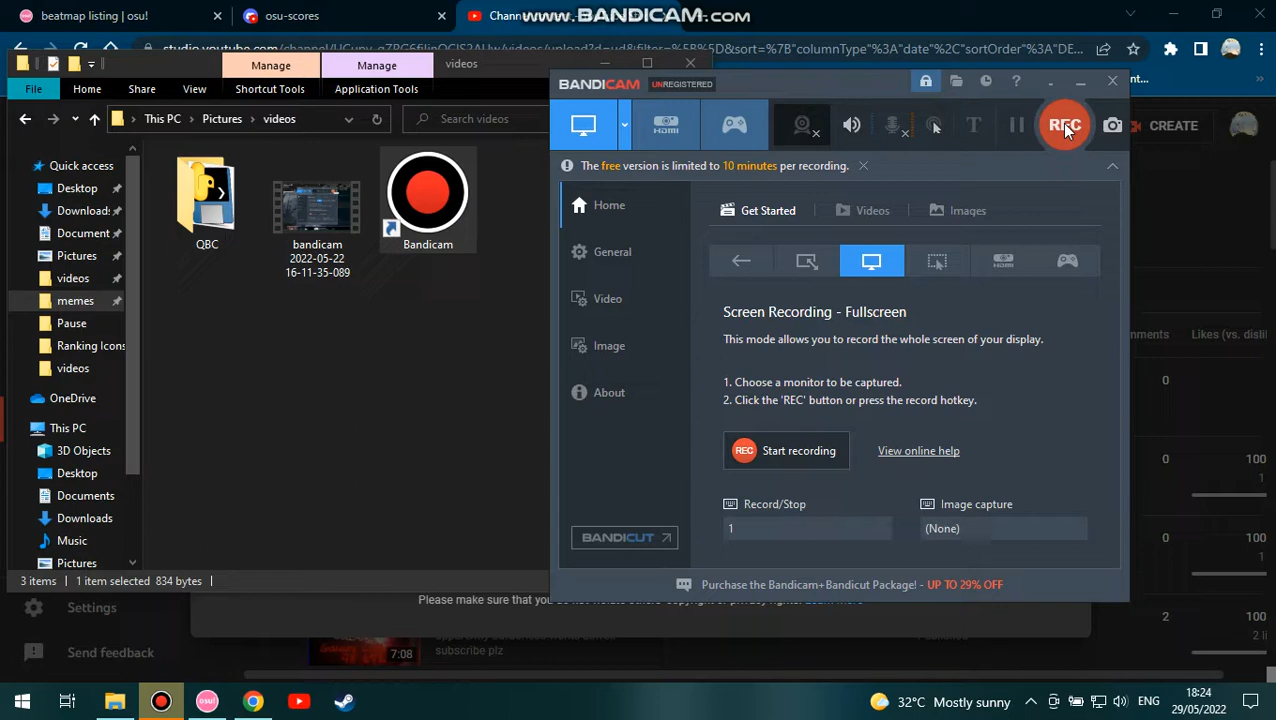 beatmap listing | osu!
osu-scores
Chann
www.BANDICAM.com
Manage
Manage
videos
File
Home
Share
View
Shortcut Tools
Application Tools
This PC
Pictures
videos
Search videos
Quick access
Desktop
Downloads
Document
Pictures
videos
memes
Pause
Ranking Icons
videos
OneDrive
This PC
3D Objects
Desktop
Documents
Downloads
Music
Pictures
QBC
bandicam
2022-05-22
16-11-35-089
Bandicam
3 items
1 item selected 834 bytes
BANDICAM
UNREGISTERED
REC
The free version is limited to 10 minutes per recording.
Home
General
Video
Image
About
BANDICUT
Get Started
Videos
Images
Screen Recording - Fullscreen
This mode allows you to record the whole screen of your display.
1. Choose a monitor to be captured.
2. Click the 'REC' button or press the record hotkey.
REC Start recording
View online help
Record/Stop
Image capture
1
(None)
Purchase the Bandicam+Bandicut Package! - UP TO 29% OFF
CREATE
mments
Likes (vs. dislil
0
100
0
100
2
100
2 li
Settings
Send feedback
7:08
subscribe plz
32°C Mostly sunny
ENG
18:24
29/05/2022